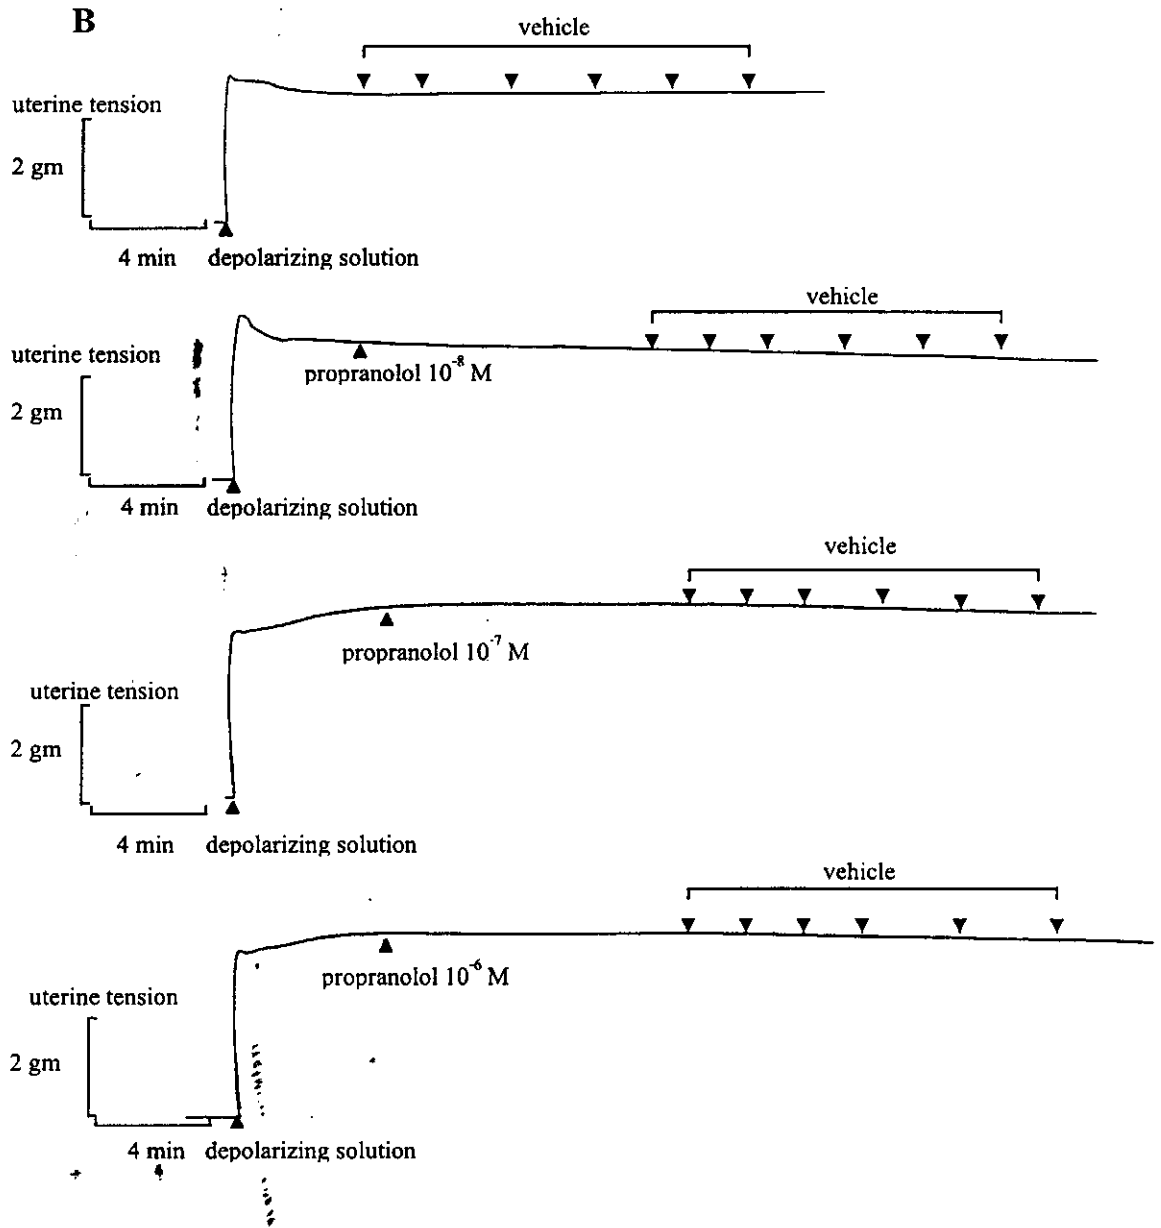 B
vehicle
uterine tension
2 gm
4 min depolarizing solution
vehicle
uterine tension
propranolol 10⁻⁸ M
2 gm
4 min depolarizing solution
vehicle
propranolol 10⁻⁷ M
uterine tension
2 gm
4 min depolarizing solution
vehicle
propranolol 10⁻⁶ M
uterine tension
2 gm
4 min depolarizing solution